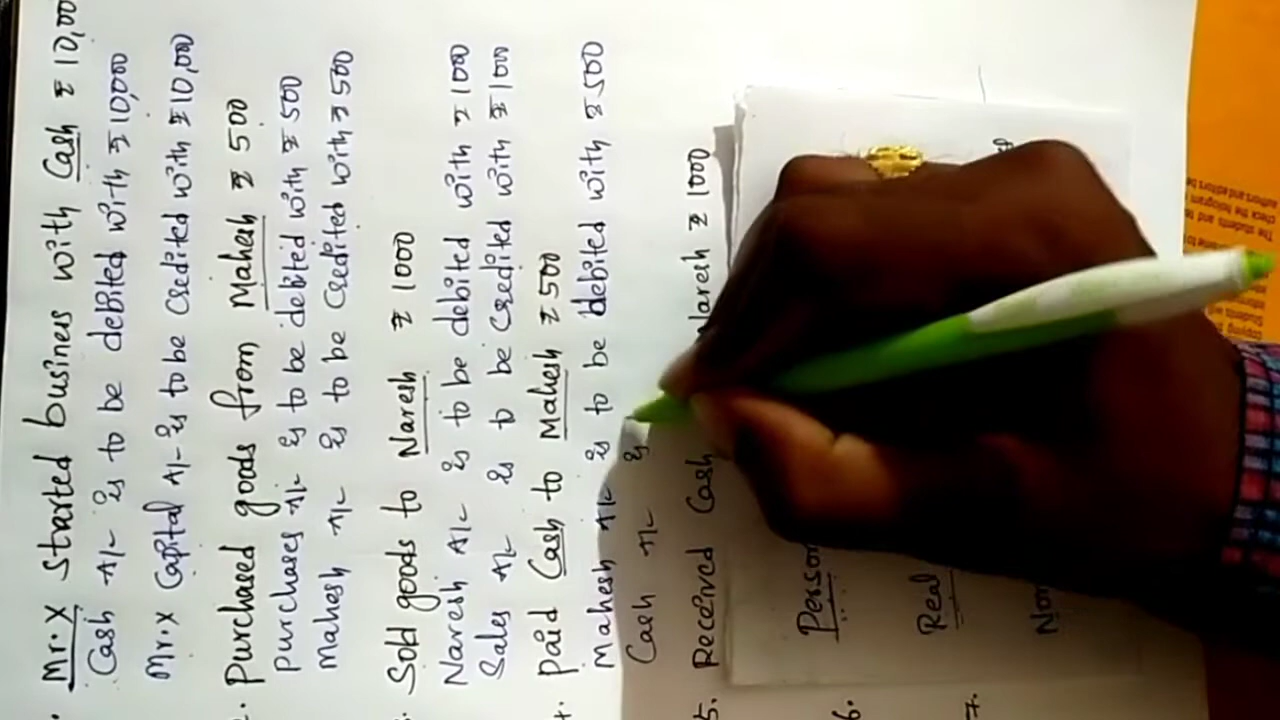 Mr. X Started business with Cash ₹ 10,00
Cash A/c is to be debited with ₹10,000
Mr. X Capital A/c is to be Credited with ₹10,000
Purchased goods from Mahesh ₹ 500
Purchases A/c is to be debited with ₹ 500
Mahesh A/c is to be Credited with ₹ 500
Sold goods to Naresh ₹ 1000
Naresh A/c is to be debited with ₹ 1000
Sales A/c is to be Credited with ₹ 1000
Paid Cash to Mahesh ₹ 500
Mahesh A/c is to be debited with ₹ 500
Cash A/c is
5. Received Cash Naresh ₹ 1000
6.
7.
Person
Real